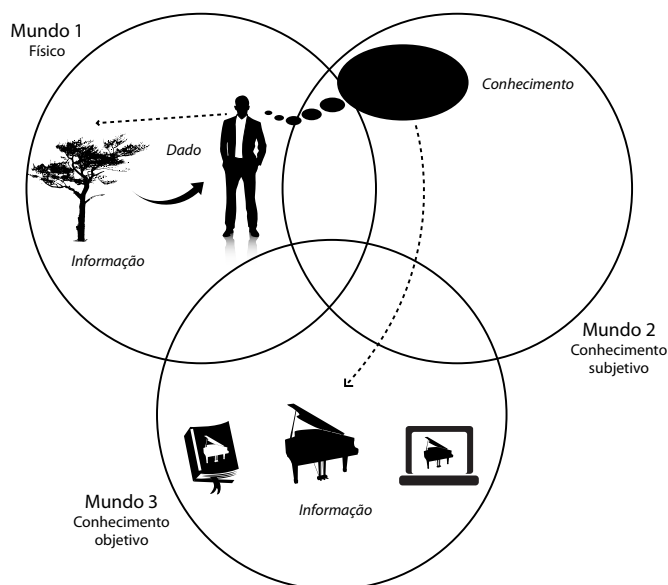 Mundo 1
Físico
Conhecimento
Dado
Informação
Mundo 2
Conhecimento
subjetivo
Mundo 3
Conhecimento
objetivo
Informação